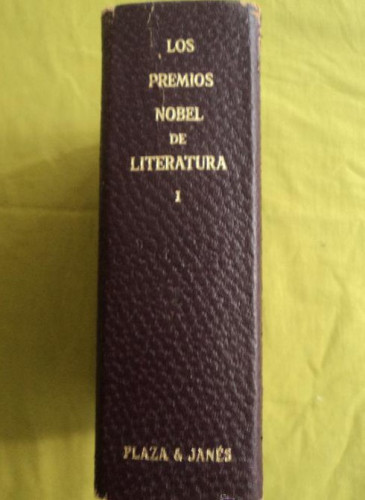 LOS
PREMIOS
NOBEL
DE
LITERATURA
I
PLAZA & JANÉS